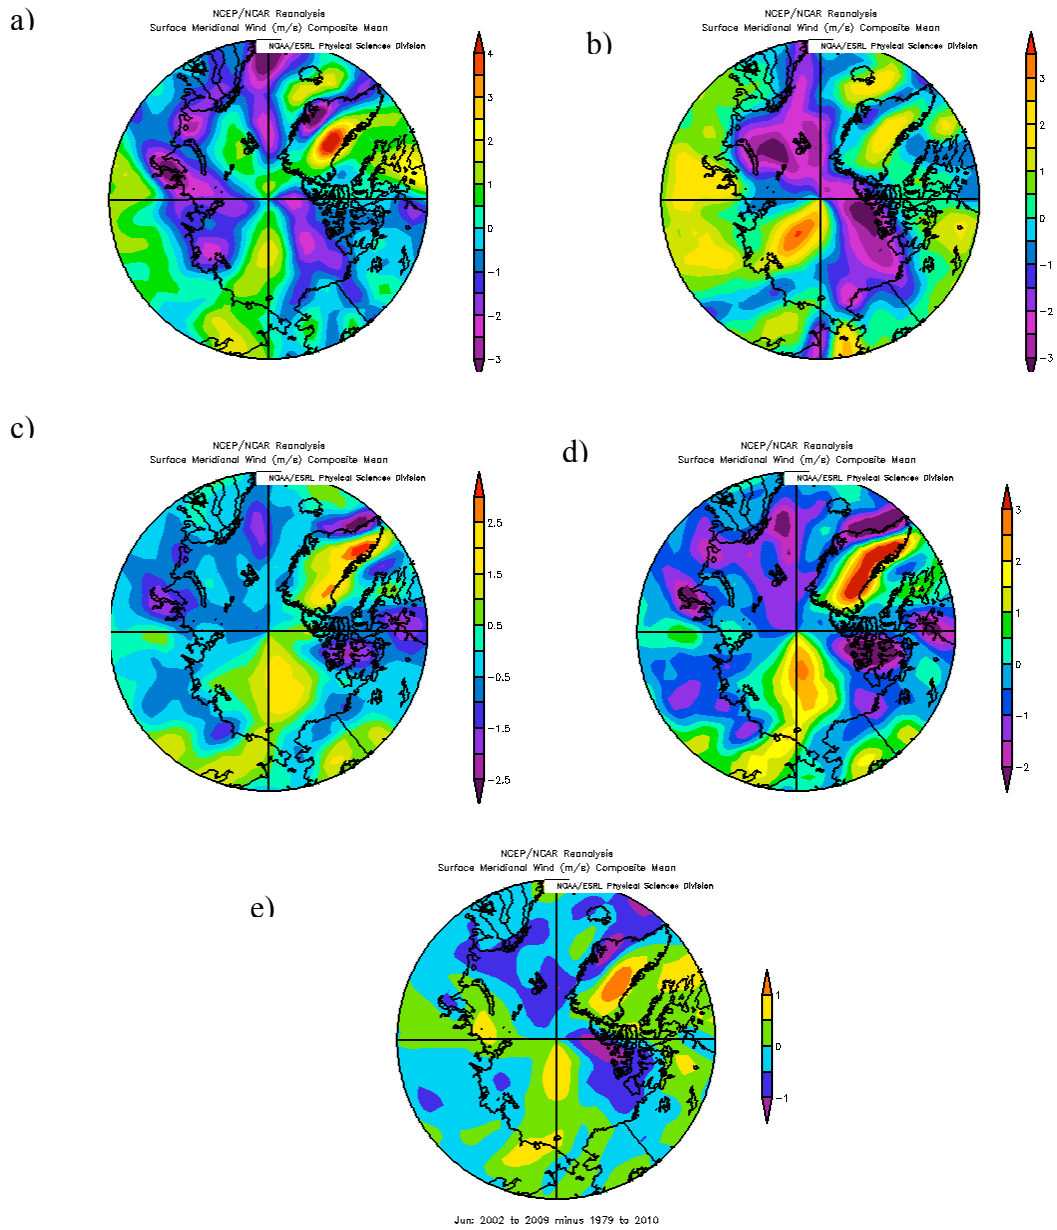 a)
NCEP/NCAR Reanalysis
Surface Meridional Wind (m/s) Composite Mean
NOAA/ESRL Physical Sciences Division
4
3
2
1
0
-1
-2
-3
b)
NCEP/NCAR Reanalysis
Surface Meridional Wind (m/s) Composite Mean
NOAA/ESRL Physical Sciences Division
3
2
1
0
-1
-2
-3
c)
NCEP/NCAR Reanalysis
Surface Meridional Wind (m/s) Composite Mean
NOAA/ESRL Physical Sciences Division
2.5
1.5
0.5
-0.5
-1.5
-2.5
d)
NCEP/NCAR Reanalysis
Surface Meridional Wind (m/s) Composite Mean
NOAA/ESRL Physical Sciences Division
3
2
1
0
-1
-2
e)
NCEP/NCAR Reanalysis
Surface Meridional Wind (m/s) Composite Mean
NOAA/ESRL Physical Sciences Division
1
0
-1
Jun: 2002 to 2009 minus 1979 to 2010